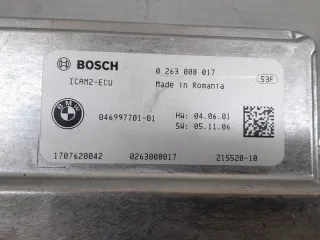 BOSCH 0 263 008 017
ICAM2-ECU Made in Romania 53F
BMW
046997701-01 HW: 04.06.01
SW: 05.11.06
1707620042 0263008017 215520-10